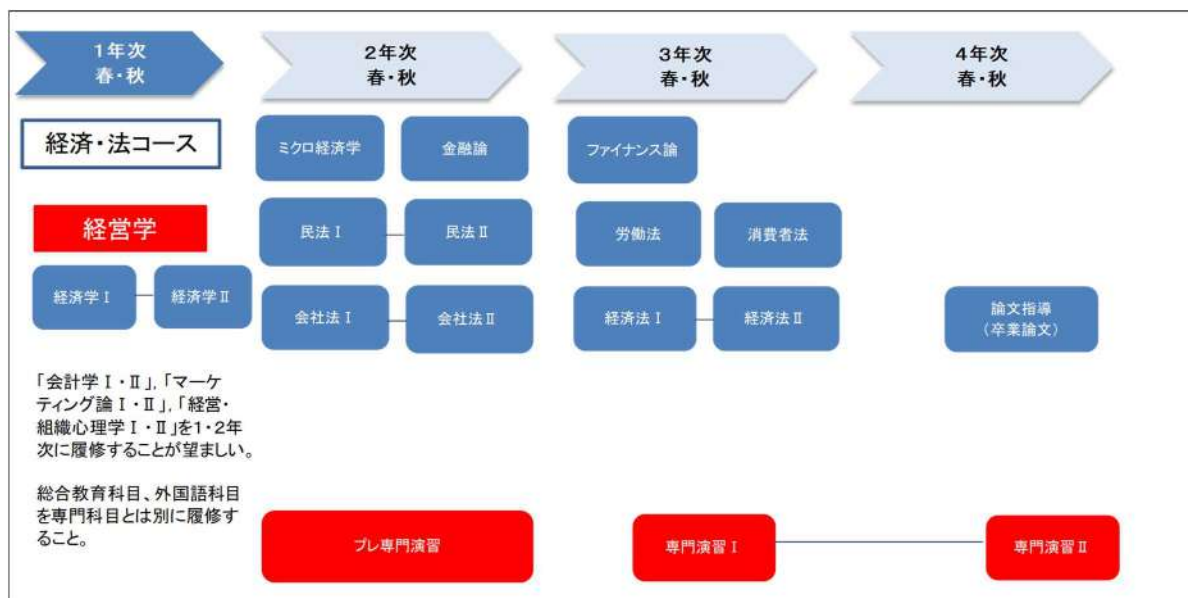 1年次
春・秋
2年次
春・秋
3年次
春・秋
4年次
春・秋
経済・法コース
ミクロ経済学
金融論
ファイナンス論
経営学
民法Ⅰ
民法Ⅱ
労働法
消費者法
経済学Ⅰ
経済学Ⅱ
会社法Ⅰ
会社法Ⅱ
経済法Ⅰ
経済法Ⅱ
論文指導
（卒業論文）
「会計学Ⅰ・Ⅱ」，「マーケ
ティング論Ⅰ・Ⅱ」，「経営・
組織心理学Ⅰ・Ⅱ」を1・2年
次に履修することが望ましい。
総合教育科目、外国語科目
を専門科目とは別に履修す
ること。
プレ専門演習
専門演習Ⅰ
専門演習Ⅱ